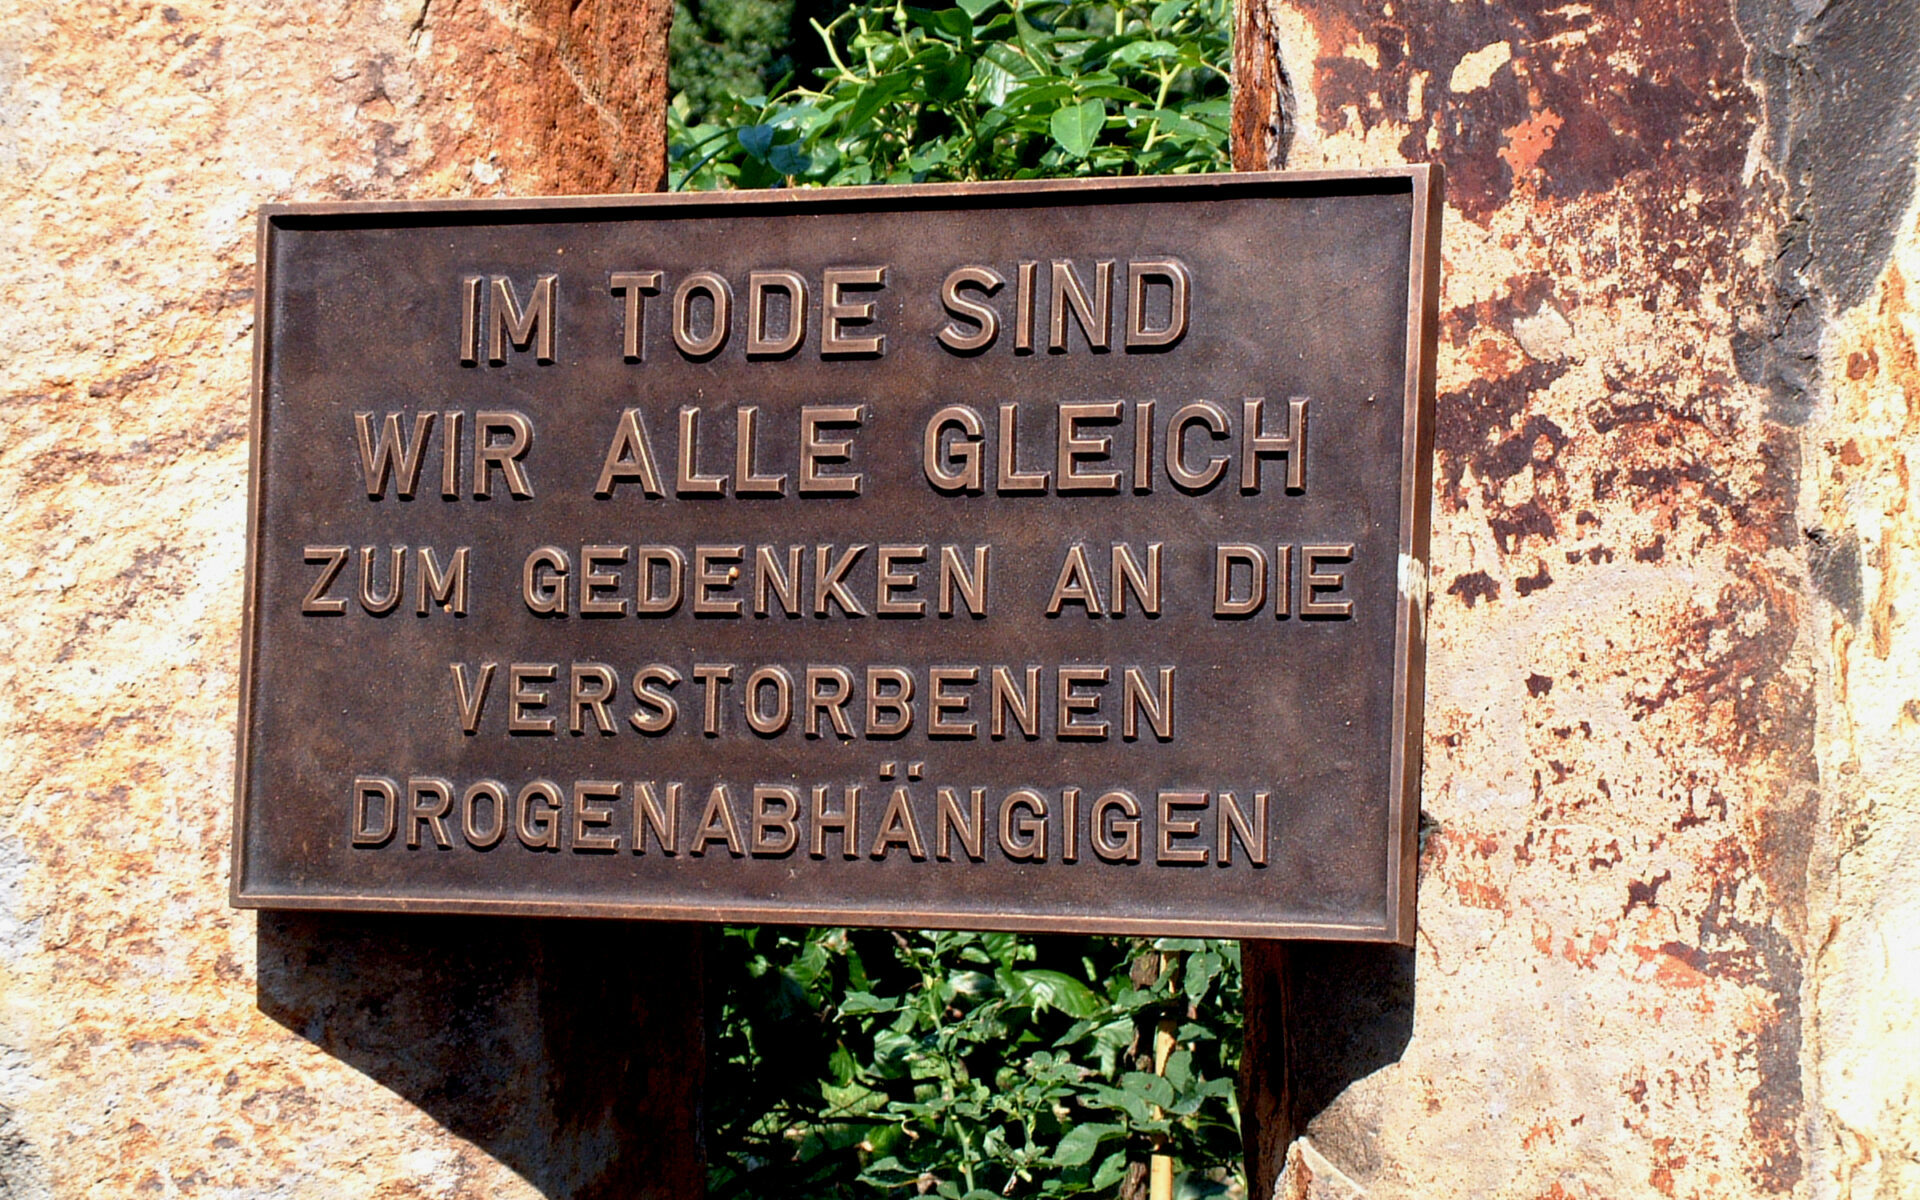 IM TODE SIND
WIR ALLE GLEICH
ZUM GEDENKEN AN DIE
VERSTORBENEN
DROGENABHÄNGIGEN